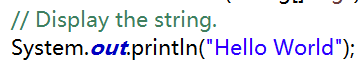 // Display the string.
System.out.println("Hello World");